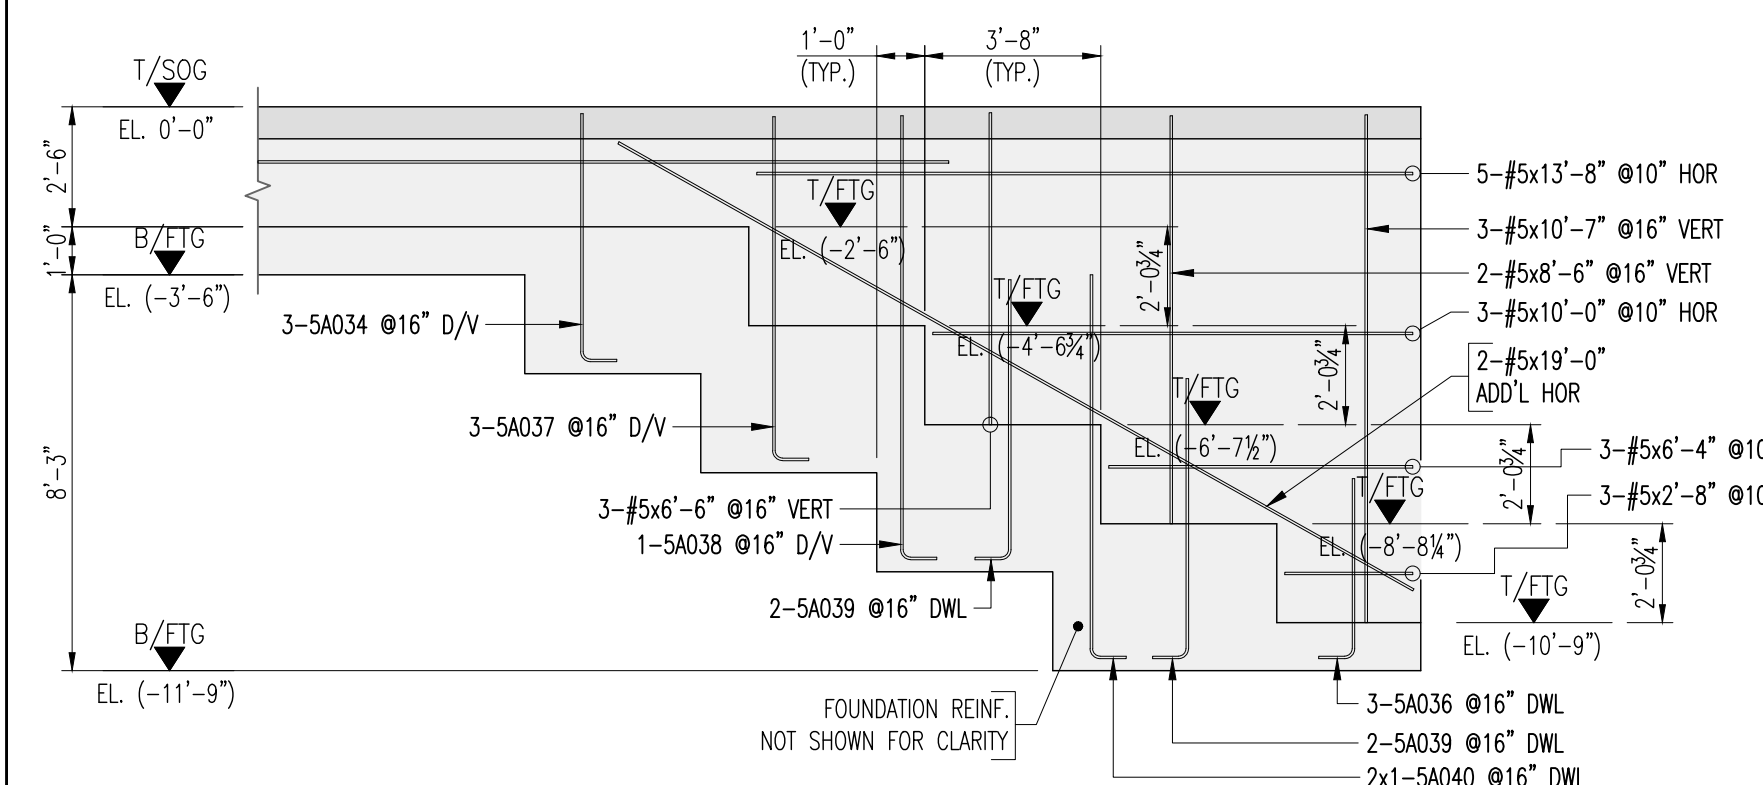 1'-0"
(TYP.)
3'-8"
(TYP.)
T/SOG
EL. 0'-0"
2'-6"
1'-0"
B/FTG
EL. (-3'-6")
8'-3"
B/FTG
EL. (-11'-9")
T/FTG
EL. (-2'-6")
T/FTG
EL. (-4'-6¾")
T/FTG
EL. (-6'-7½")
T/FTG
EL. (-8'-8¼")
T/FTG
EL. (-10'-9")
2'-0¾"
2'-0¾"
2'-0¾"
2'-0¾"
3-5A034 @16" D/V
3-5A037 @16" D/V
3-#5x6'-6" @16" VERT
1-5A038 @16" D/V
2-5A039 @16" DWL
FOUNDATION REINF.
NOT SHOWN FOR CLARITY
5-#5x13'-8" @10" HOR
3-#5x10'-7" @16" VERT
2-#5x8'-6" @16" VERT
3-#5x10'-0" @10" HOR
2-#5x19'-0"
ADD'L HOR
3-#5x6'-4" @10
3-#5x2'-8" @10
3-5A036 @16" DWL
2-5A039 @16" DWL
2x1-5A040 @16" DWL